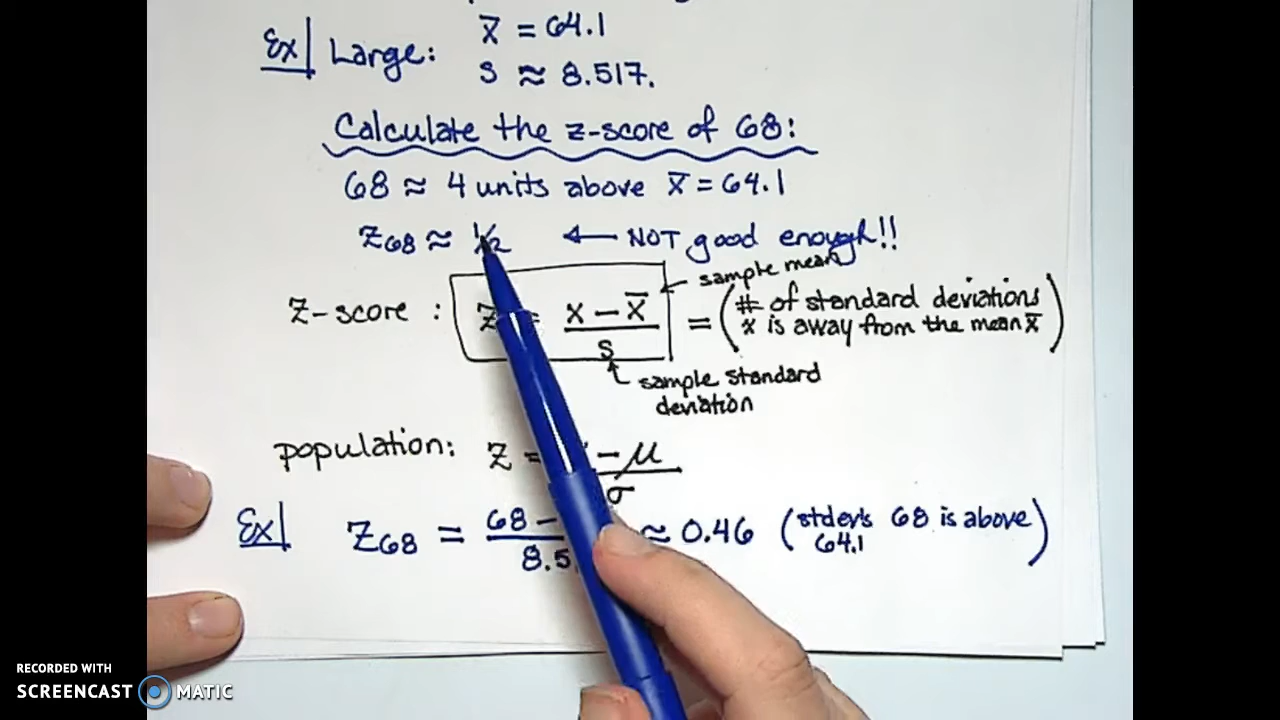 Ex| Large: x̄ = 64.1
s ≈ 8.517.
Calculate the z-score of 68:
68 ≈ 4 units above x̄ = 64.1
z68 ≈ 1/2 ← NOT good enough!!
sample mean
z-score: z = (x - x̄)/s = (# of standard deviations
x is away from the mean x̄)
sample standard
deviation
population: z = - μ
σ
Ex| z68 = 68 - ≈ 0.46 (stdev's 68 is above
8.5 64.1)
RECORDED WITH
SCREENCAST MATIC